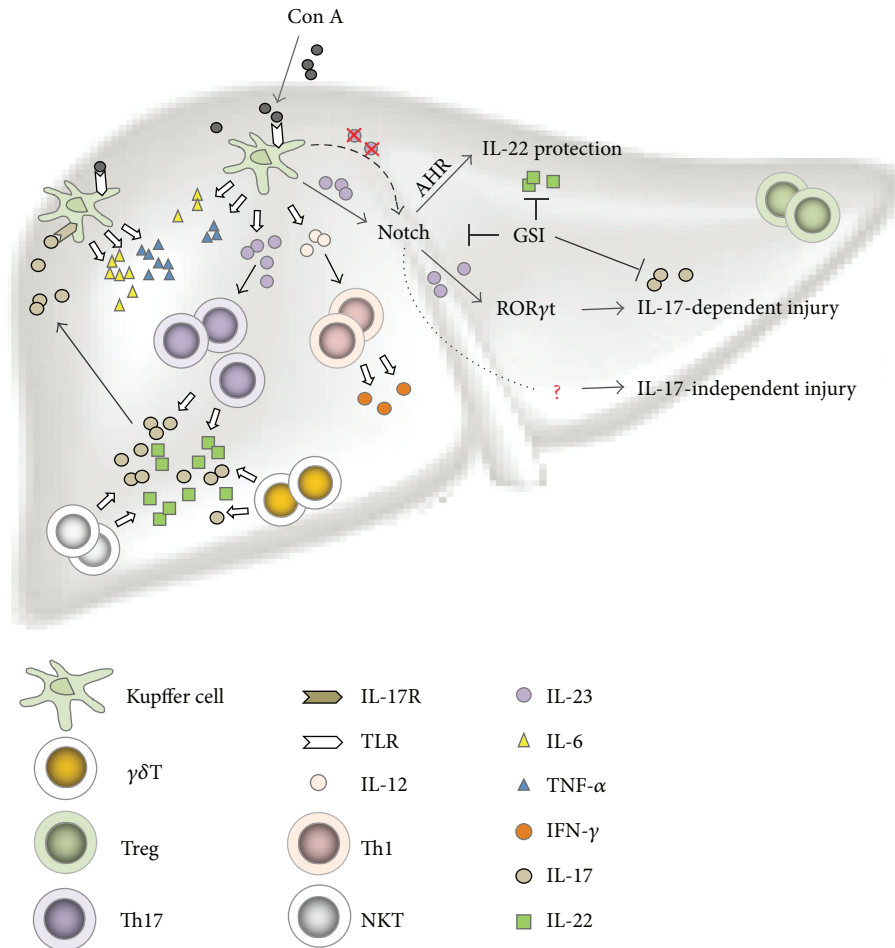 Con A
IL-22 protection
AHR
Notch
GSI
RORγt
IL-17-dependent injury
?
IL-17-independent injury
Kupffer cell
IL-17R
IL-23
γδT
TLR
IL-6
IL-12
TNF-α
Treg
Th1
IFN-γ
IL-17
Th17
NKT
IL-22